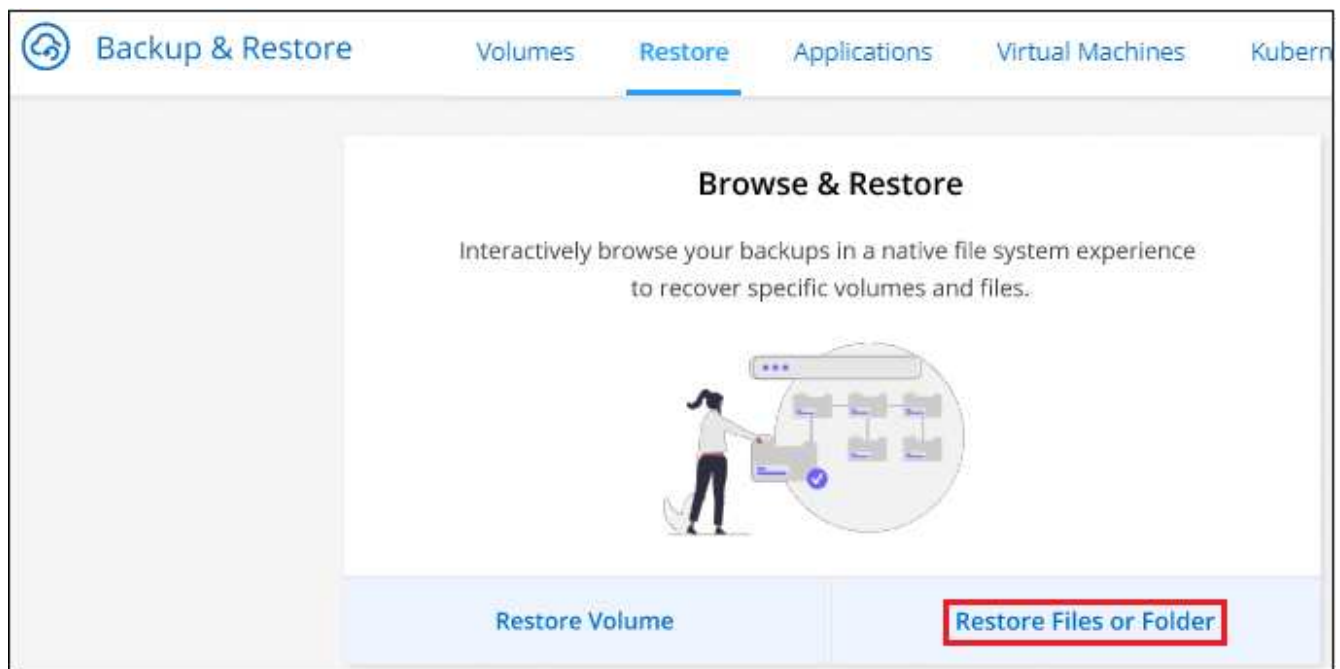 Backup & Restore Volumes Restore Applications Virtual Machines Kubern
Browse & Restore
Interactively browse your backups in a native file system experience
to recover specific volumes and files.
Restore Volume Restore Files or Folder